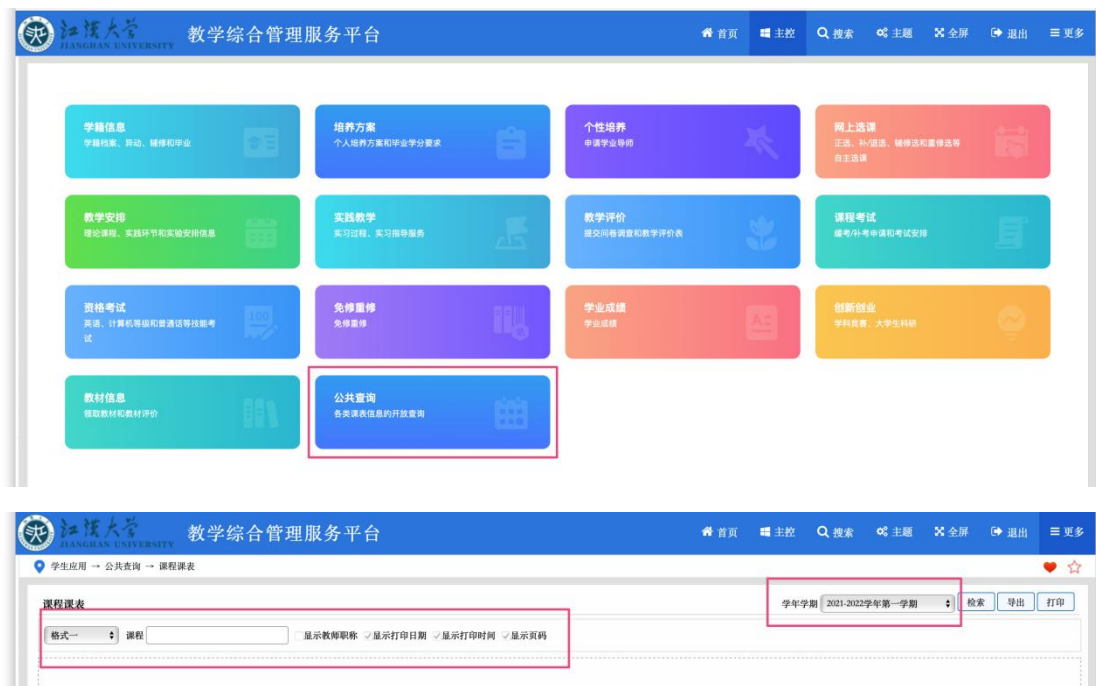 江汉大学
JIANGHAN UNIVERSITY
教学综合管理服务平台
首页 主控 搜索 主题 全屏 退出 更多
学籍信息
学籍档案、异动、辅修和毕业
培养方案
个人培养方案和毕业学分要求
个性培养
申请学业导师
网上选课
正选、补/退选、辅修选和重修选等
自主选课
教学安排
理论课程、实践环节和实验安排信息
实践教学
实习过程、实习指导服务
教学评价
提交问卷调查和教学评价表
课程考试
缓考/补考申请和考试安排
资格考试
英语、计算机等级和普通话等技能考
试
免修重修
免修重修
学业成绩
学业成绩
创新创业
学科竞赛、大学生科研
教材信息
领取教材和教材评价
公共查询
各类课表信息的开放查询
江汉大学
JIANGHAN UNIVERSITY
教学综合管理服务平台
首页 主控 搜索 主题 全屏 退出 更多
学生应用 → 公共查询 → 课程课表
课程课表
学年学期 2021-2022学年第一学期 检索 导出 打印
格式一 课程 显示教师职称 显示打印日期 显示打印时间 显示页码